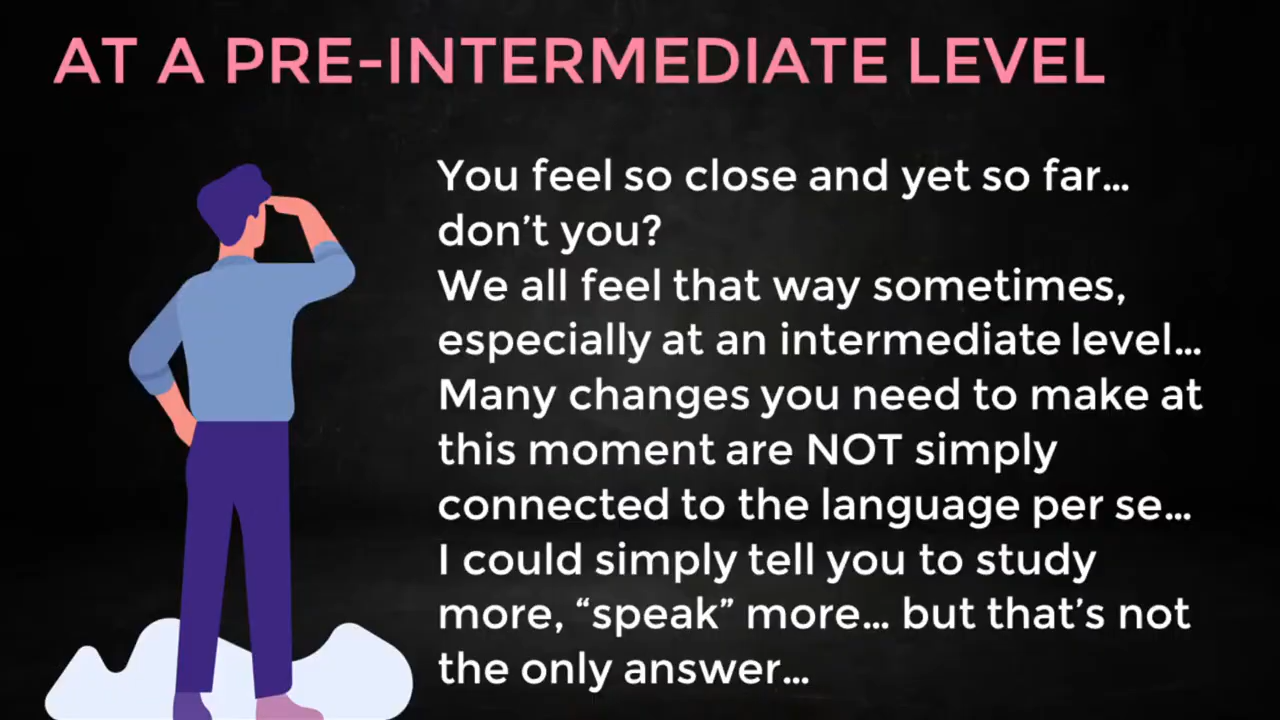 AT A PRE-INTERMEDIATE LEVEL
You feel so close and yet so far...
don’t you?
We all feel that way sometimes,
especially at an intermediate level...
Many changes you need to make at
this moment are NOT simply
connected to the language per se...
I could simply tell you to study
more, “speak” more... but that’s not
the only answer...